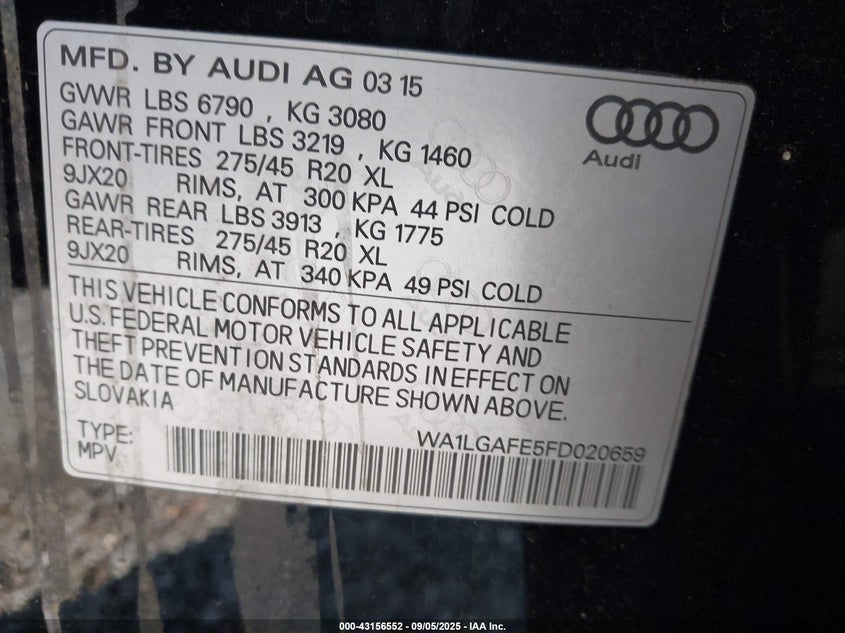 MFD. BY AUDI AG 03 15
GVWR LBS 6790 , KG 3080
GAWR FRONT LBS 3219 , KG 1460
FRONT-TIRES 275/45 R20 XL
9JX20 RIMS, AT 300 KPA 44 PSI COLD
GAWR REAR LBS 3913 , KG 1775
REAR-TIRES 275/45 R20 XL
9JX20 RIMS, AT 340 KPA 49 PSI COLD
Audi
THIS VEHICLE CONFORMS TO ALL APPLICABLE
U.S. FEDERAL MOTOR VEHICLE SAFETY AND
THEFT PREVENTION STANDARDS IN EFFECT ON
THE DATE OF MANUFACTURE SHOWN ABOVE.
SLOVAKIA
TYPE: WA1LGAFE5FD020659
MPV
000-43156552 - 09/05/2025 - IAA Inc.